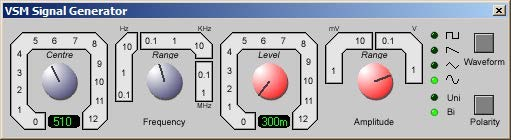 VSM Signal Generator
Hz KHz mV V
5 6 7 8 10 0.1 1 10 5 6 7 8 10 0.1 1
4 Centre 9 Range 4 Level 9 Range
3 10 1 0.1 3 10 1 10 Waveform
2 11 1 2 11 0.1
1 12 MHz 1 12 Uni
0 510 Frequency 0 300m Amplitude Bi Polarity